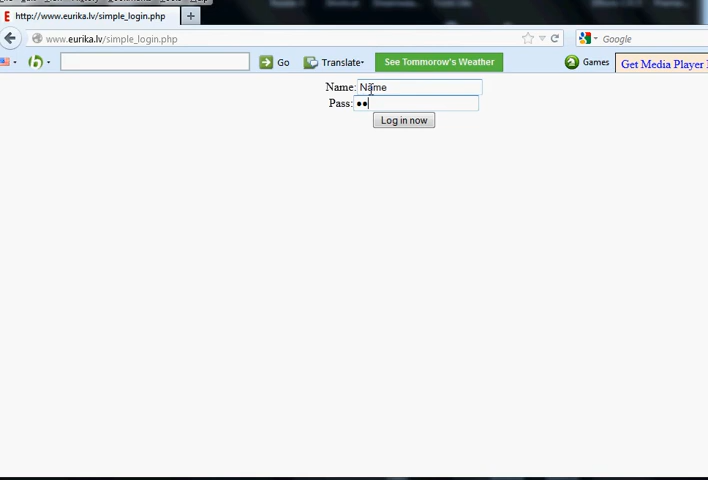 http://www.eurika.lv/simple_login.php
www.eurika.lv/simple_login.php
Google
Go
Translate
See Tommorow's Weather
Games
Get Media Player
Name: Name
Pass: ••
Log in now